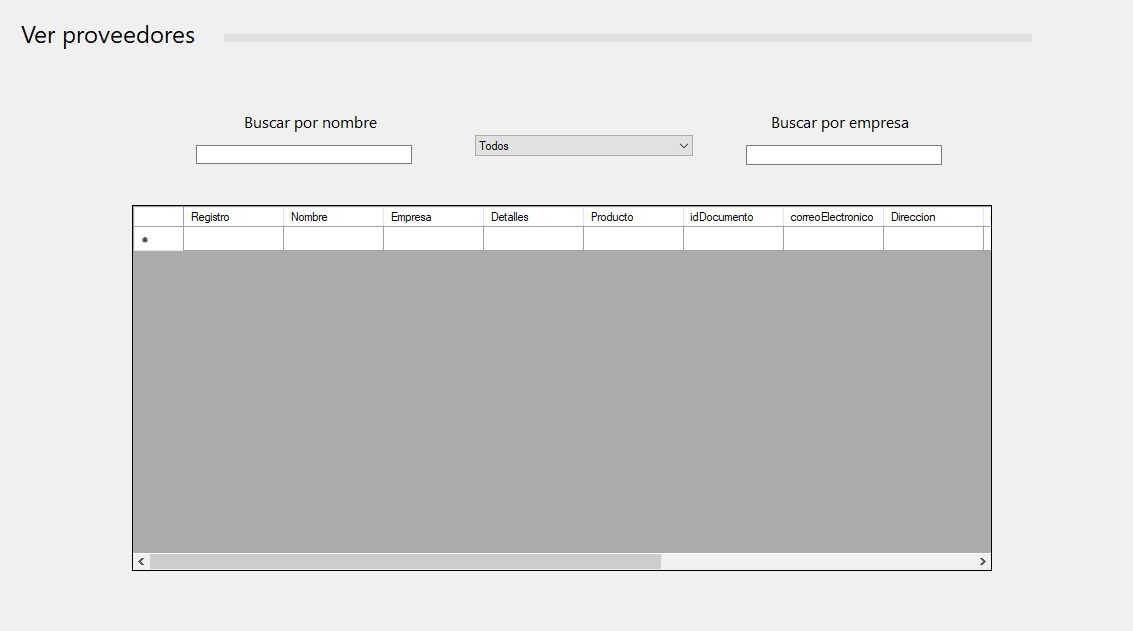 Ver proveedores
Buscar por nombre
Todos
Buscar por empresa
Registro Nombre Empresa Detalles Producto idDocumento correoElectronico Direccion